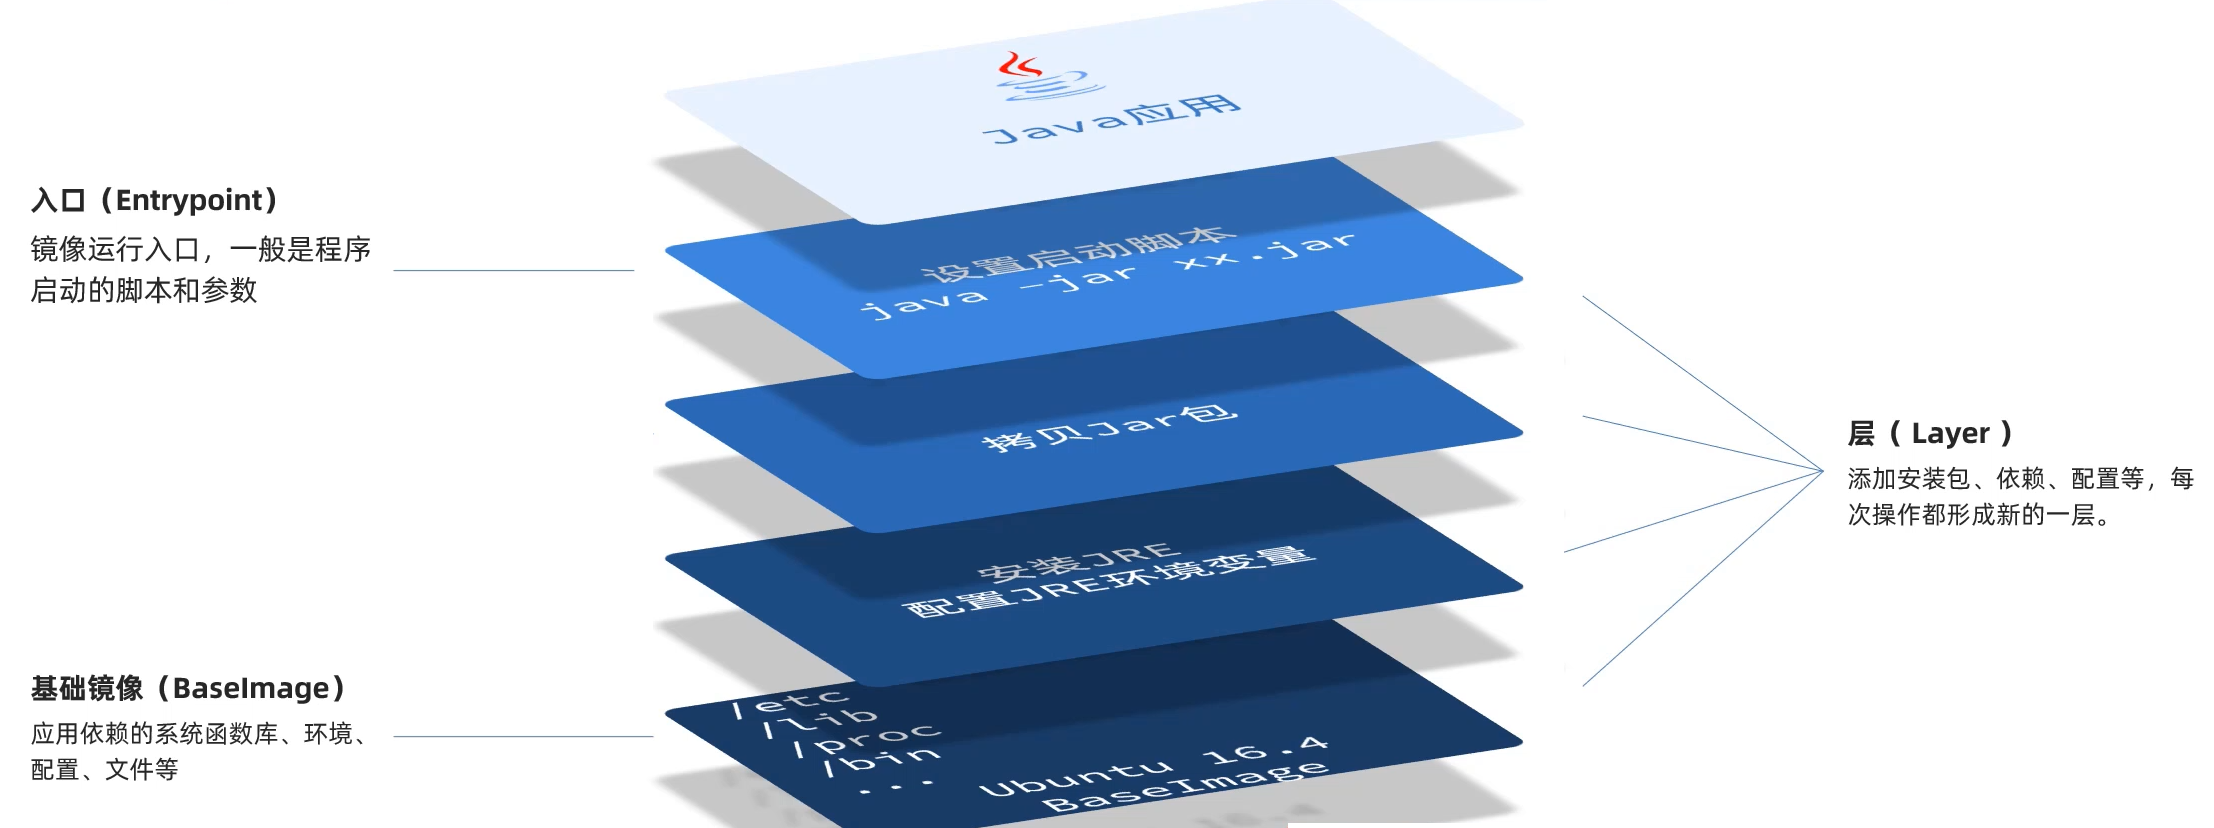 Java应用
入口（Entrypoint）
镜像运行入口，一般是程序
启动的脚本和参数
设置启动脚本
java -jar xx.jar
拷贝Jar包
层（ Layer ）
添加安装包、依赖、配置等，每
次操作都形成新的一层。
安装JRE
配置JRE环境变量
基础镜像（BaseImage）
应用依赖的系统函数库、环境、
配置、文件等
/etc
/lib
/proc
/bin
...
Ubuntu 16.4
BaseImage